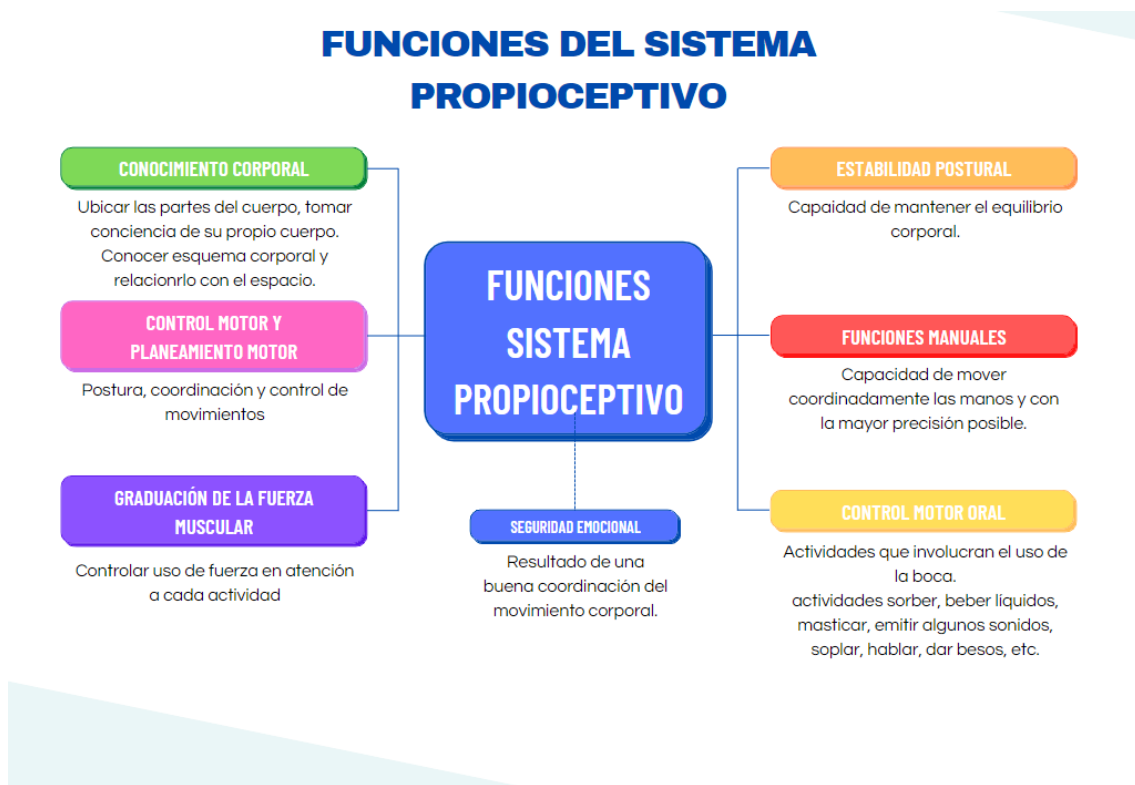 FUNCIONES DEL SISTEMA
PROPIOCEPTIVO
CONOCIMIENTO CORPORAL
Ubicar las partes del cuerpo, tomar
conciencia de su propio cuerpo.
Conocer esquema corporal y
relacionrlo con el espacio.
CONTROL MOTOR Y
PLANEAMIENTO MOTOR
Postura, coordinación y control de
movimientos
GRADUACIÓN DE LA FUERZA
MUSCULAR
Controlar uso de fuerza en atención
a cada actividad
FUNCIONES
SISTEMA
PROPIOCEPTIVO
SEGURIDAD EMOCIONAL
Resultado de una
buena coordinación del
movimiento corporal.
ESTABILIDAD POSTURAL
Capaidad de mantener el equilibrio
corporal.
FUNCIONES MANUALES
Capacidad de mover
coordinadamente las manos y con
la mayor precisión posible.
CONTROL MOTOR ORAL
Actividades que involucran el uso de
la boca.
actividades sorber, beber líquidos,
masticar, emitir algunos sonidos,
soplar, hablar, dar besos, etc.